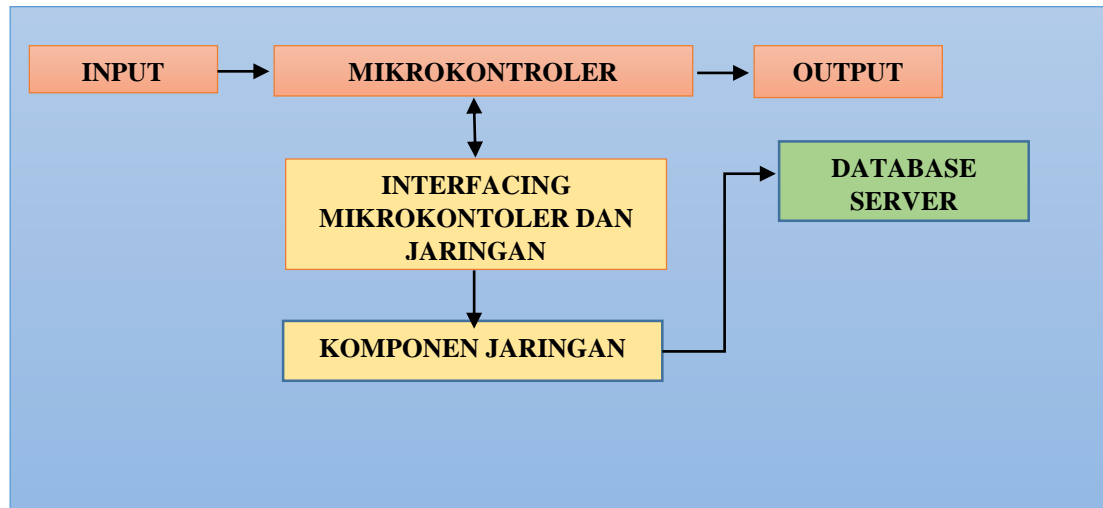 INPUT
MIKROKONTROLER
OUTPUT
INTERFACING
MIKROKONTOLER DAN
JARINGAN
DATABASE
SERVER
KOMPONEN JARINGAN